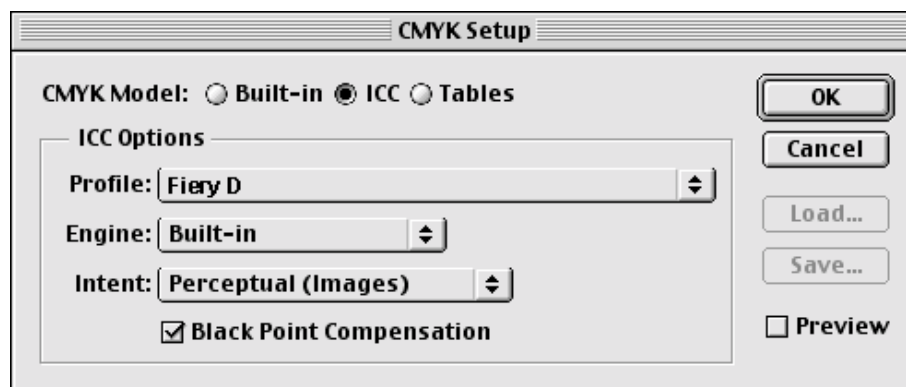 CMYK Setup
CMYK Model: Built-in ICC Tables
OK
ICC Options
Cancel
Profile: Fiery D
Load...
Engine: Built-in
Save...
Intent: Perceptual (Images)
Black Point Compensation
Preview